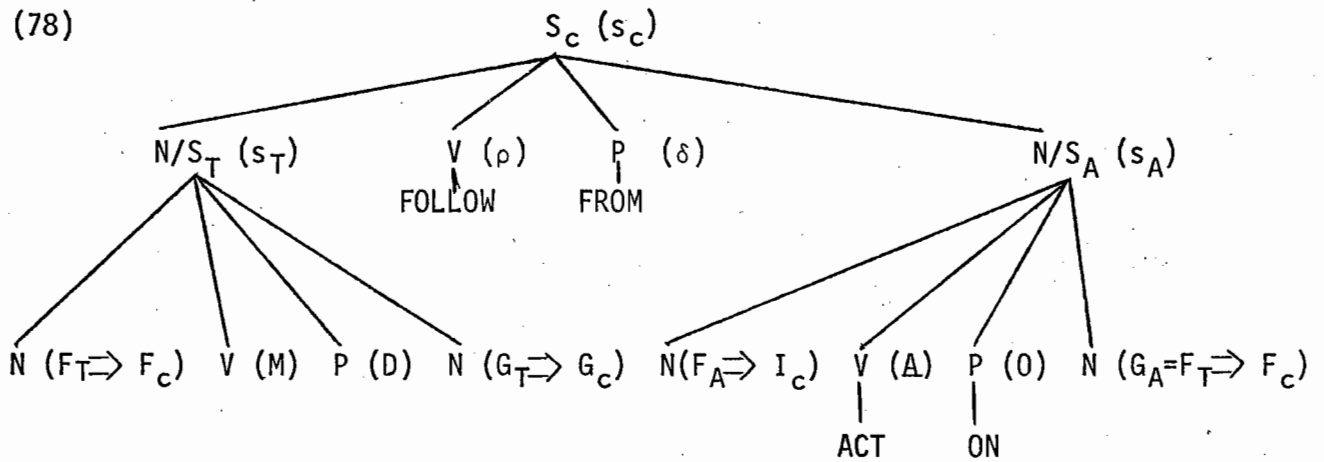 (78)
S_c (s_c)
N/S_T (s_T) V (ρ) P (δ) N/S_A (s_A)
FOLLOW FROM
N (F_T⇒ F_c) V (M) P (D) N (G_T⇒ G_c) N(F_A⇒ I_c) V (A) P (O) N (G_A=F_T⇒ F_c)
ACT ON